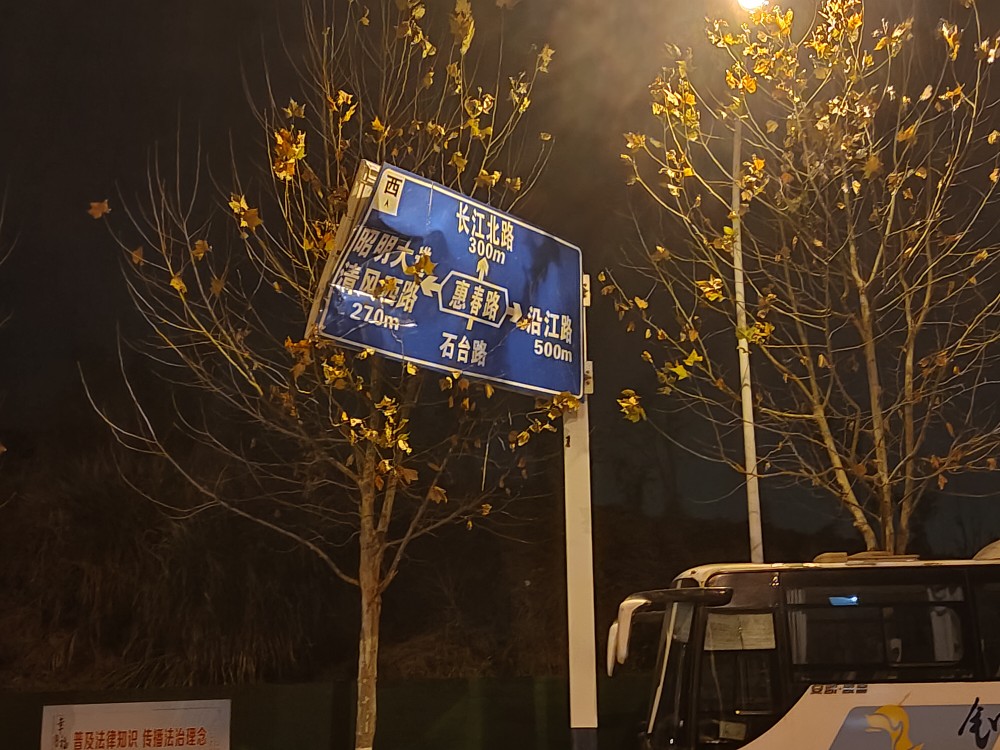 西
长江北路
300m
昭明大道
清风西路
270m
惠春路
沿江路
500m
石台路
普及法律知识 传播法治理念